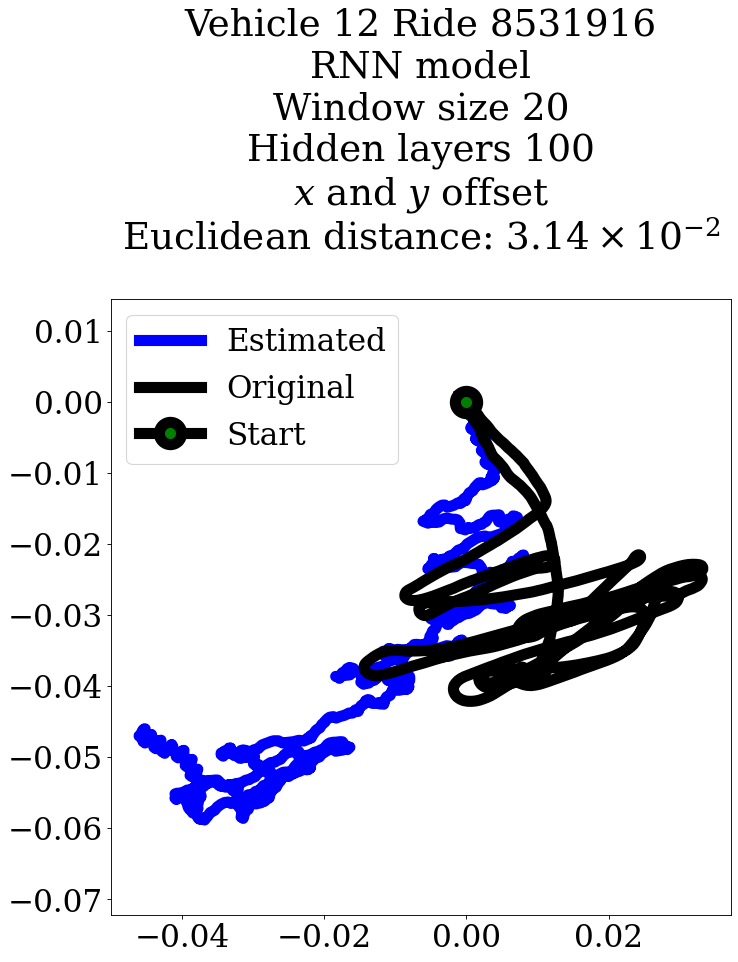 Vehicle 12 Ride 8531916
RNN model
Window size 20
Hidden layers 100
x and y offset
Euclidean distance: 3.14 × 10⁻²
Estimated
Original
Start
0.01
0.00
−0.01
−0.02
−0.03
−0.04
−0.05
−0.06
−0.07
−0.04 −0.02 0.00 0.02